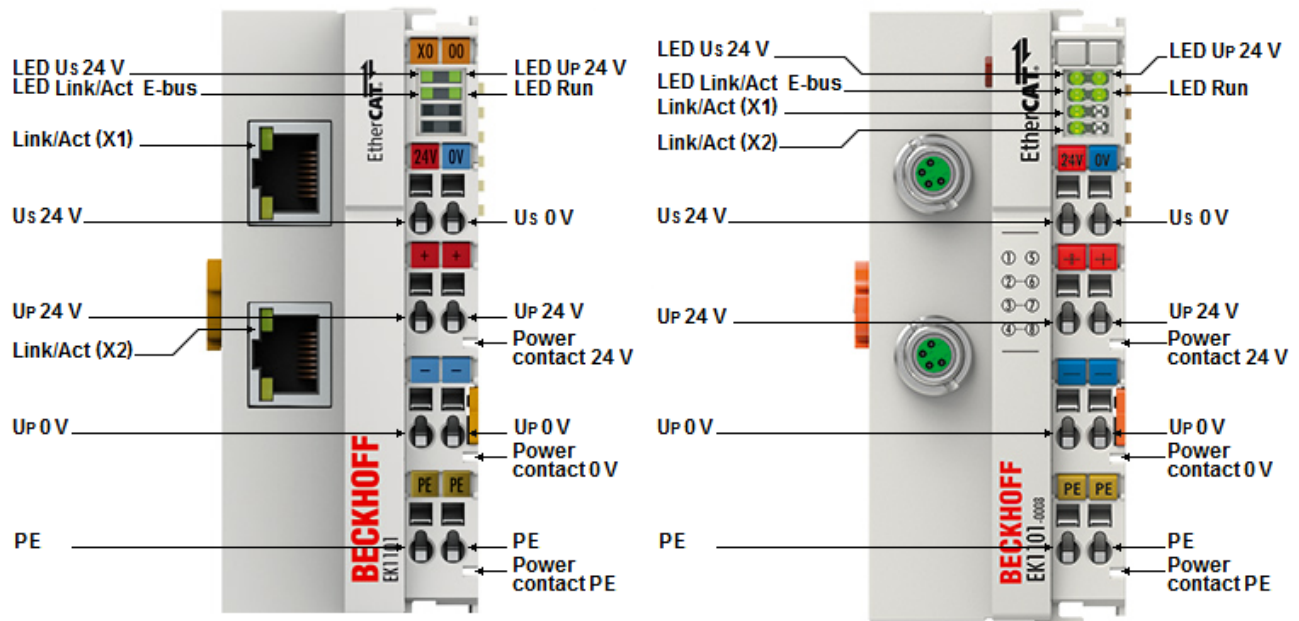 LED Us 24 V
LED Link/Act E-bus
Link/Act (X1)
Us 24 V
UP 24 V
Link/Act (X2)
UP 0 V
PE
EtherCAT.
BECKHOFF
EK1101
X0 00
24V 0V
+ +
− −
PE PE
LED UP 24 V
LED Run
Us 0 V
UP 24 V
Power
contact 24 V
UP 0 V
Power
contact 0 V
PE
Power
contact PE
LED Us 24 V
LED Link/Act E-bus
Link/Act (X1)
Link/Act (X2)
Us 24 V
UP 24 V
UP 0 V
PE
EtherCAT.
① ⑤
②-⑥
③-⑦
④-⑧
BECKHOFF
EK1101-0008
24V 0V
+ +
− −
PE PE
LED UP 24 V
LED Run
Us 0 V
UP 24 V
Power
contact 24 V
UP 0 V
Power
contact 0 V
PE
Power
contact PE